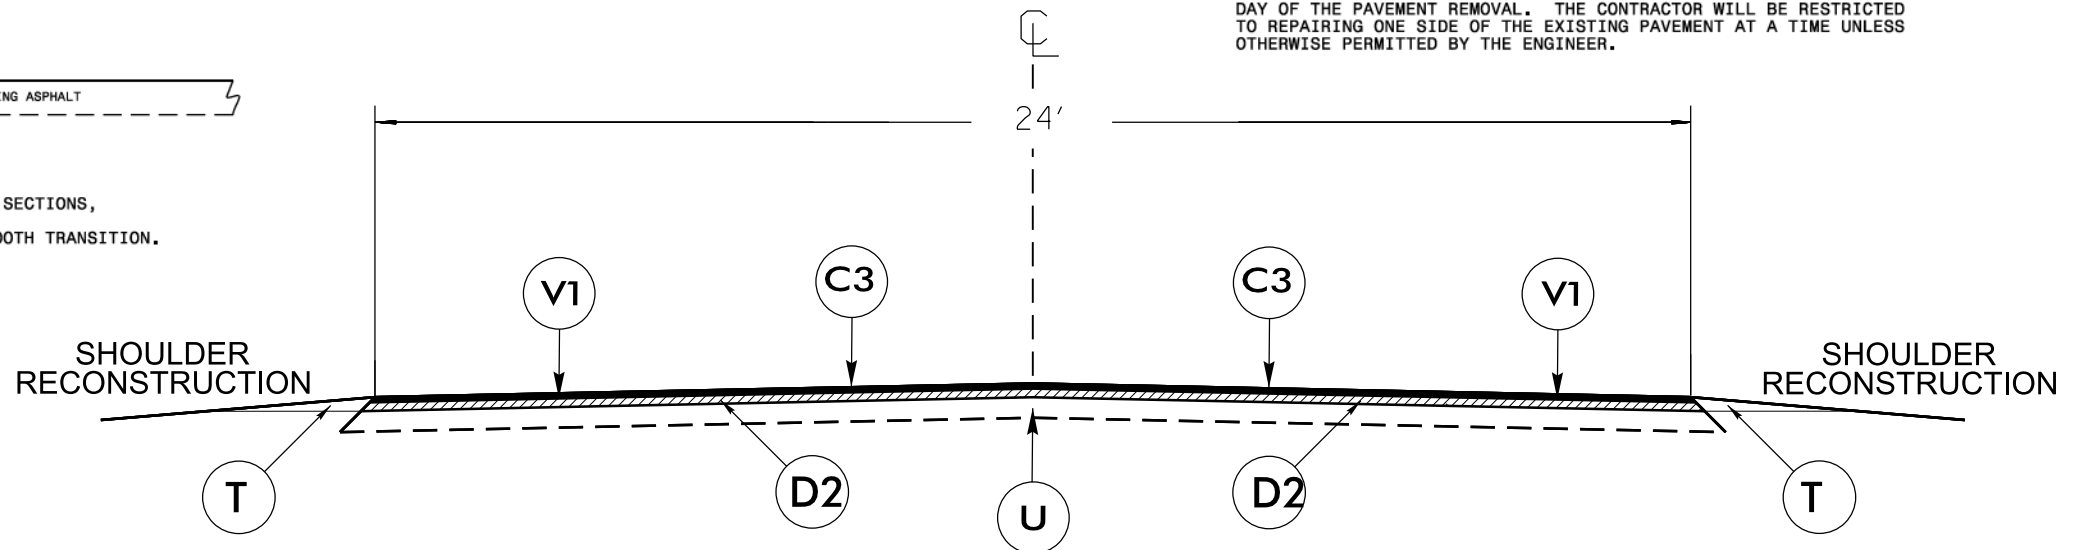 DAY OF THE PAVEMENT REMOVAL. THE CONTRACTOR WILL BE RESTRICTED
TO REPAIRING ONE SIDE OF THE EXISTING PAVEMENT AT A TIME UNLESS
OTHERWISE PERMITTED BY THE ENGINEER.
CL
ASPHALT
24'
SECTIONS,
TRANSITION.
V1
C3
C3
V1
SHOULDER
RECONSTRUCTION
SHOULDER
RECONSTRUCTION
T
D2
U
D2
T